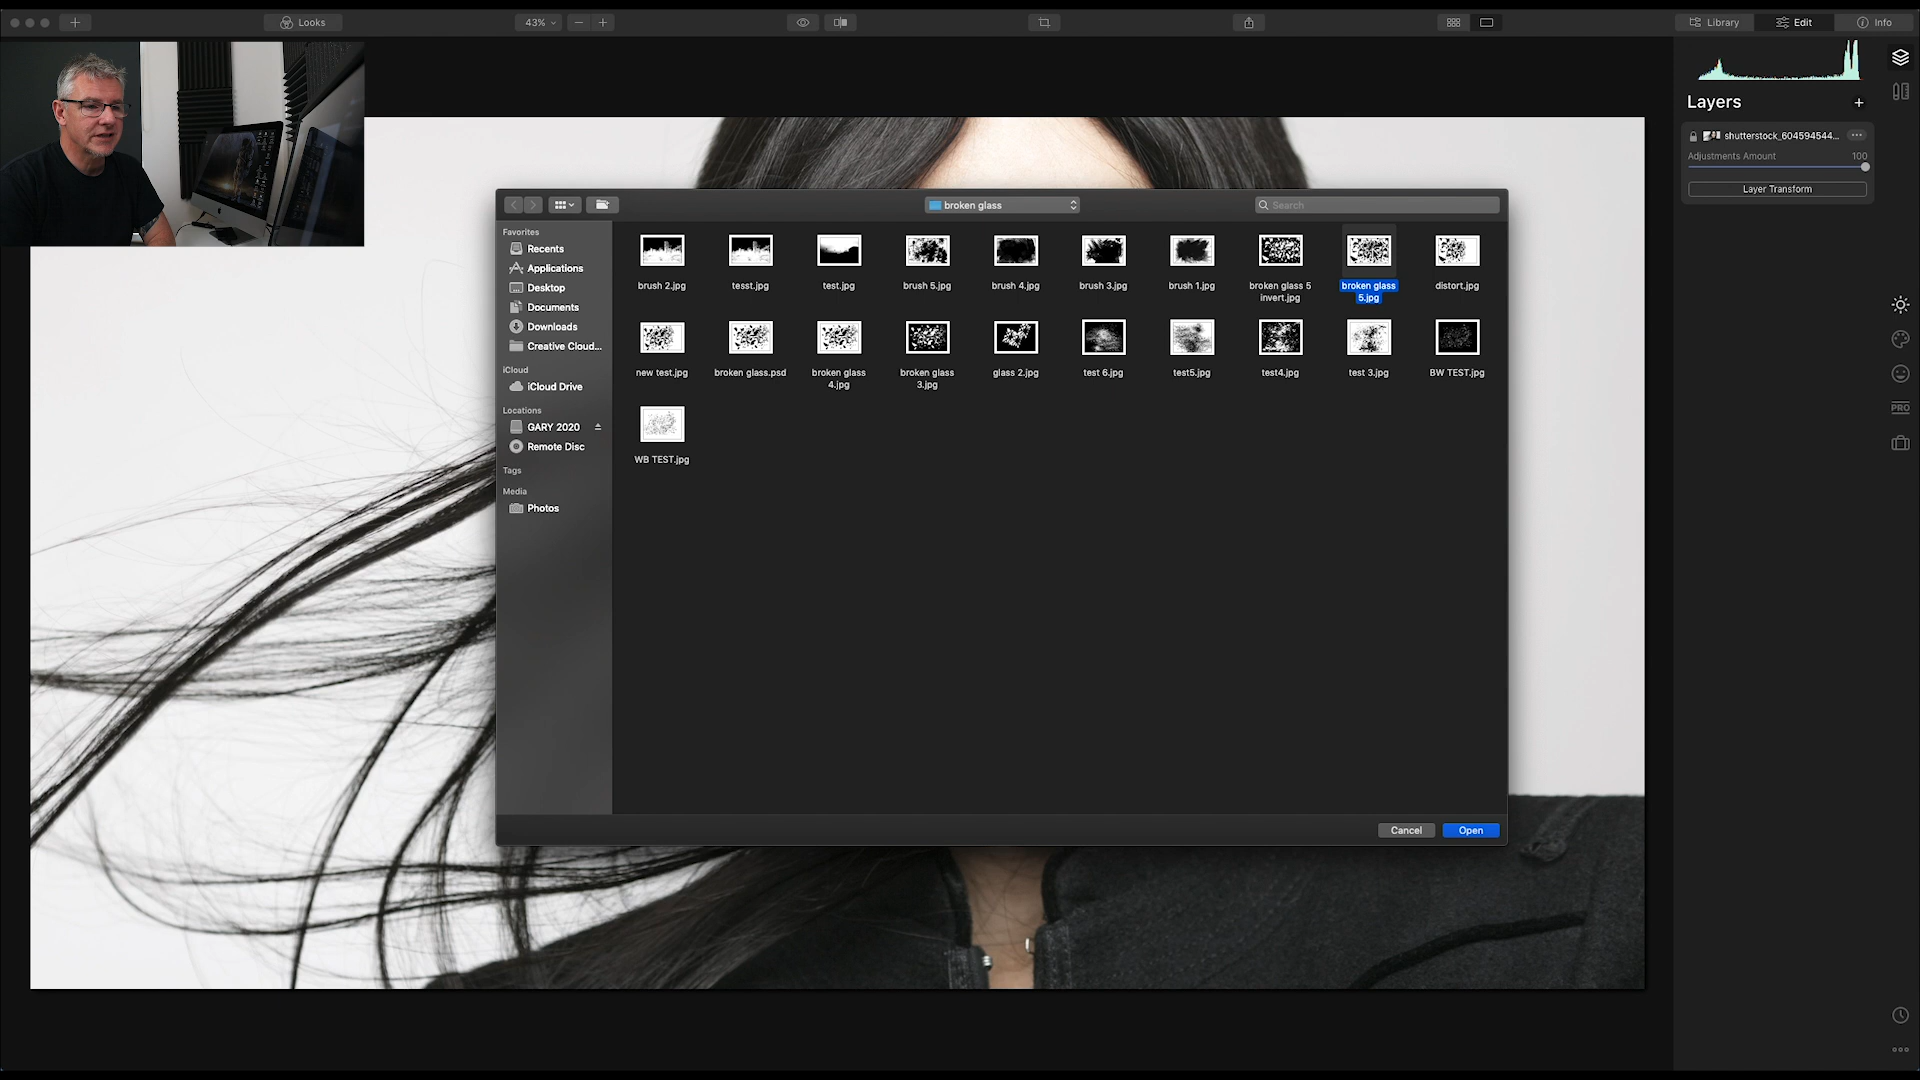 Looks
43%
Library
Edit
Info
Layers
shutterstock_604594544...
Adjustments Amount
100
Layer Transform
broken glass
Search
Favorites
Recents
Applications
Desktop
Documents
Downloads
Creative Cloud...
iCloud
iCloud Drive
Locations
GARY 2020
Remote Disc
Tags
Media
Photos
brush 2.jpg
tesst.jpg
test.jpg
brush 5.jpg
brush 4.jpg
brush 3.jpg
brush 1.jpg
broken glass 5
invert.jpg
broken glass
5.jpg
distort.jpg
new test.jpg
broken glass.psd
broken glass
4.jpg
broken glass
3.jpg
glass 2.jpg
test 6.jpg
test5.jpg
test4.jpg
test 3.jpg
BW TEST.jpg
WB TEST.jpg
Cancel
Open
PRO